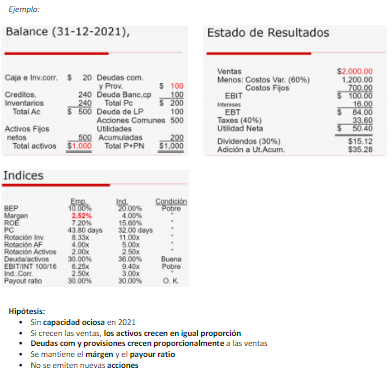 Ejemplo:
Balance (31-12-2021),
Caja e Inv.corr. $ 20 Deudas com.
y Prov. $ 100
Creditos. 240 Deuda Banc.cp 100
Inventarios 240 Total Pc $ 200
Total Ac $ 500 Deuda de LP 100
Acciones Comunes 500
Activos Fijos Utilidades
netos 500 Acumuladas 200
Total activos $1,000 Total P+PN $1,000
Estado de Resultados
Ventas $2,000.00
Menos: Costos Var. (60%) 1,200.00
Costos Fijos 700.00
EBIT $ 100.00
Intereses 16.00
EBT $ 84.00
Taxes (40%) 33.60
Utilidad Neta $ 50.40
Dividendos (30%) $15.12
Adición a Ut.Acum. $35.28
Indices
Emp. Ind. Condición
BEP 10.00% 20.00% Pobre
Margen 2.52% 4.00% "
ROE 7.20% 15.60% "
PC 43.80 days 32.00 days "
Rotación Inv. 8.33x 11.00x "
Rotación AF 4.00x 5.00x "
Rotación Activos 2.00x 2.50x "
Deuda/activos 30.00% 36.00% Buena
EBIT/INT 100/16 6.25x 9.40x Pobre
Ind..Corr. 2.50x 3.00x "
Payout ratio 30.00% 30.00% O. K.
Hipótesis:
• Sin capacidad ociosa en 2021
• Si crecen las ventas, los activos crecen en igual proporción
• Deudas com y provisiones crecen proporcionalmente a las ventas
• Se mantiene el márgen y el payour ratio
• No se emiten nuevas acciones